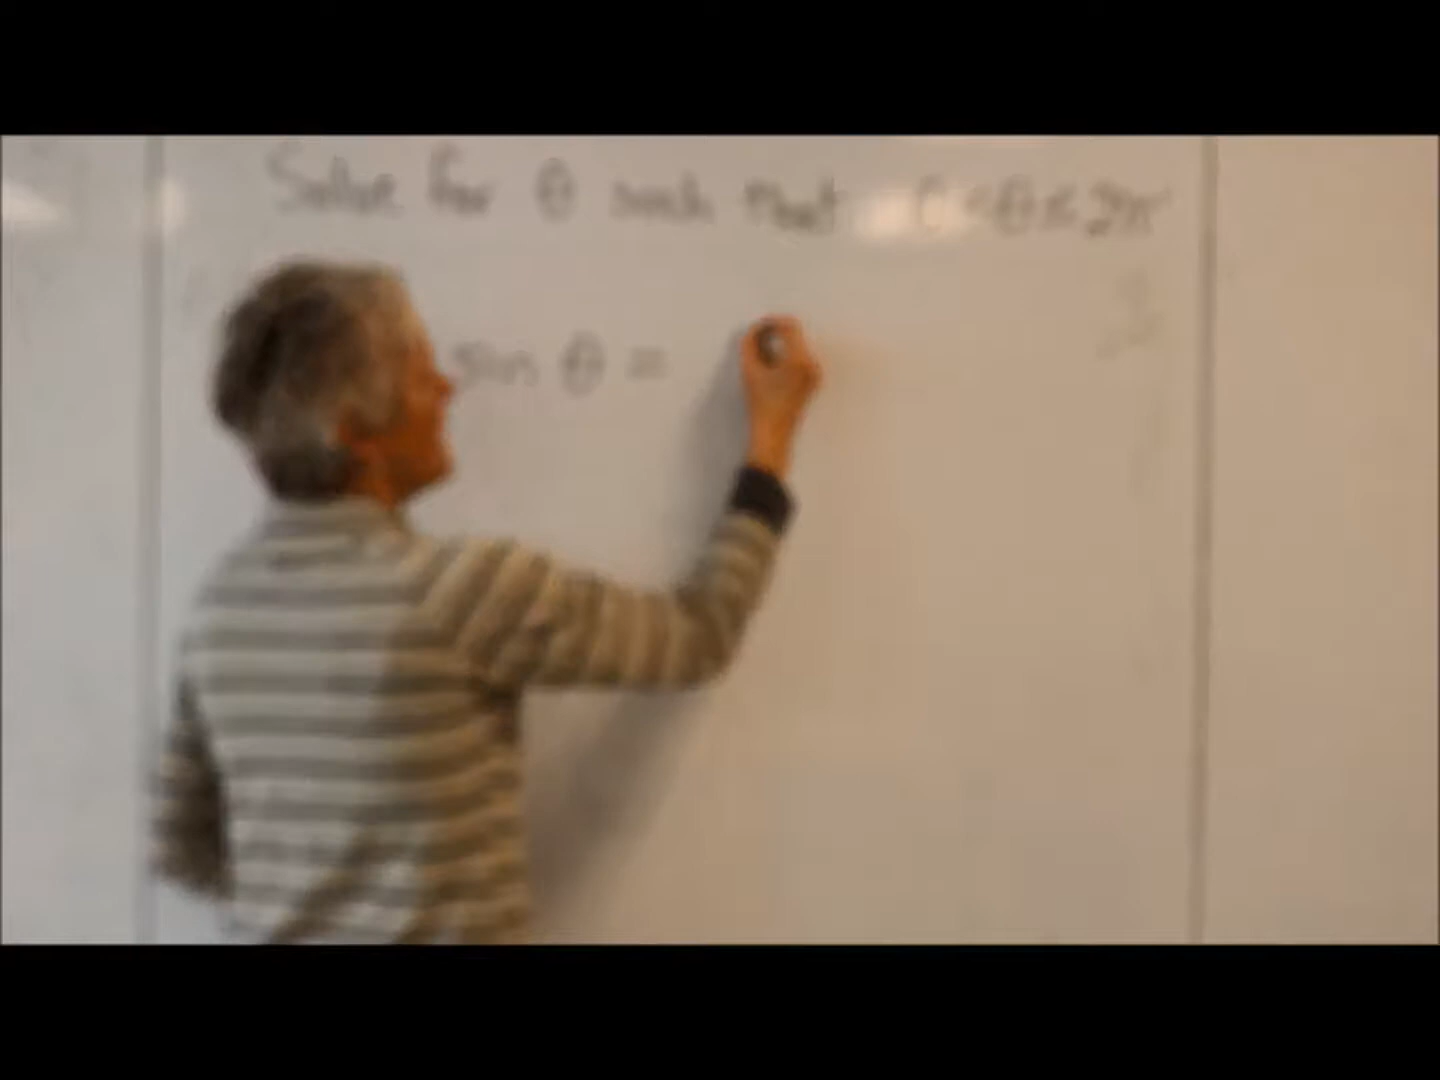 Solve for θ such that 0 ≤ θ ≤ 2π
sin θ =